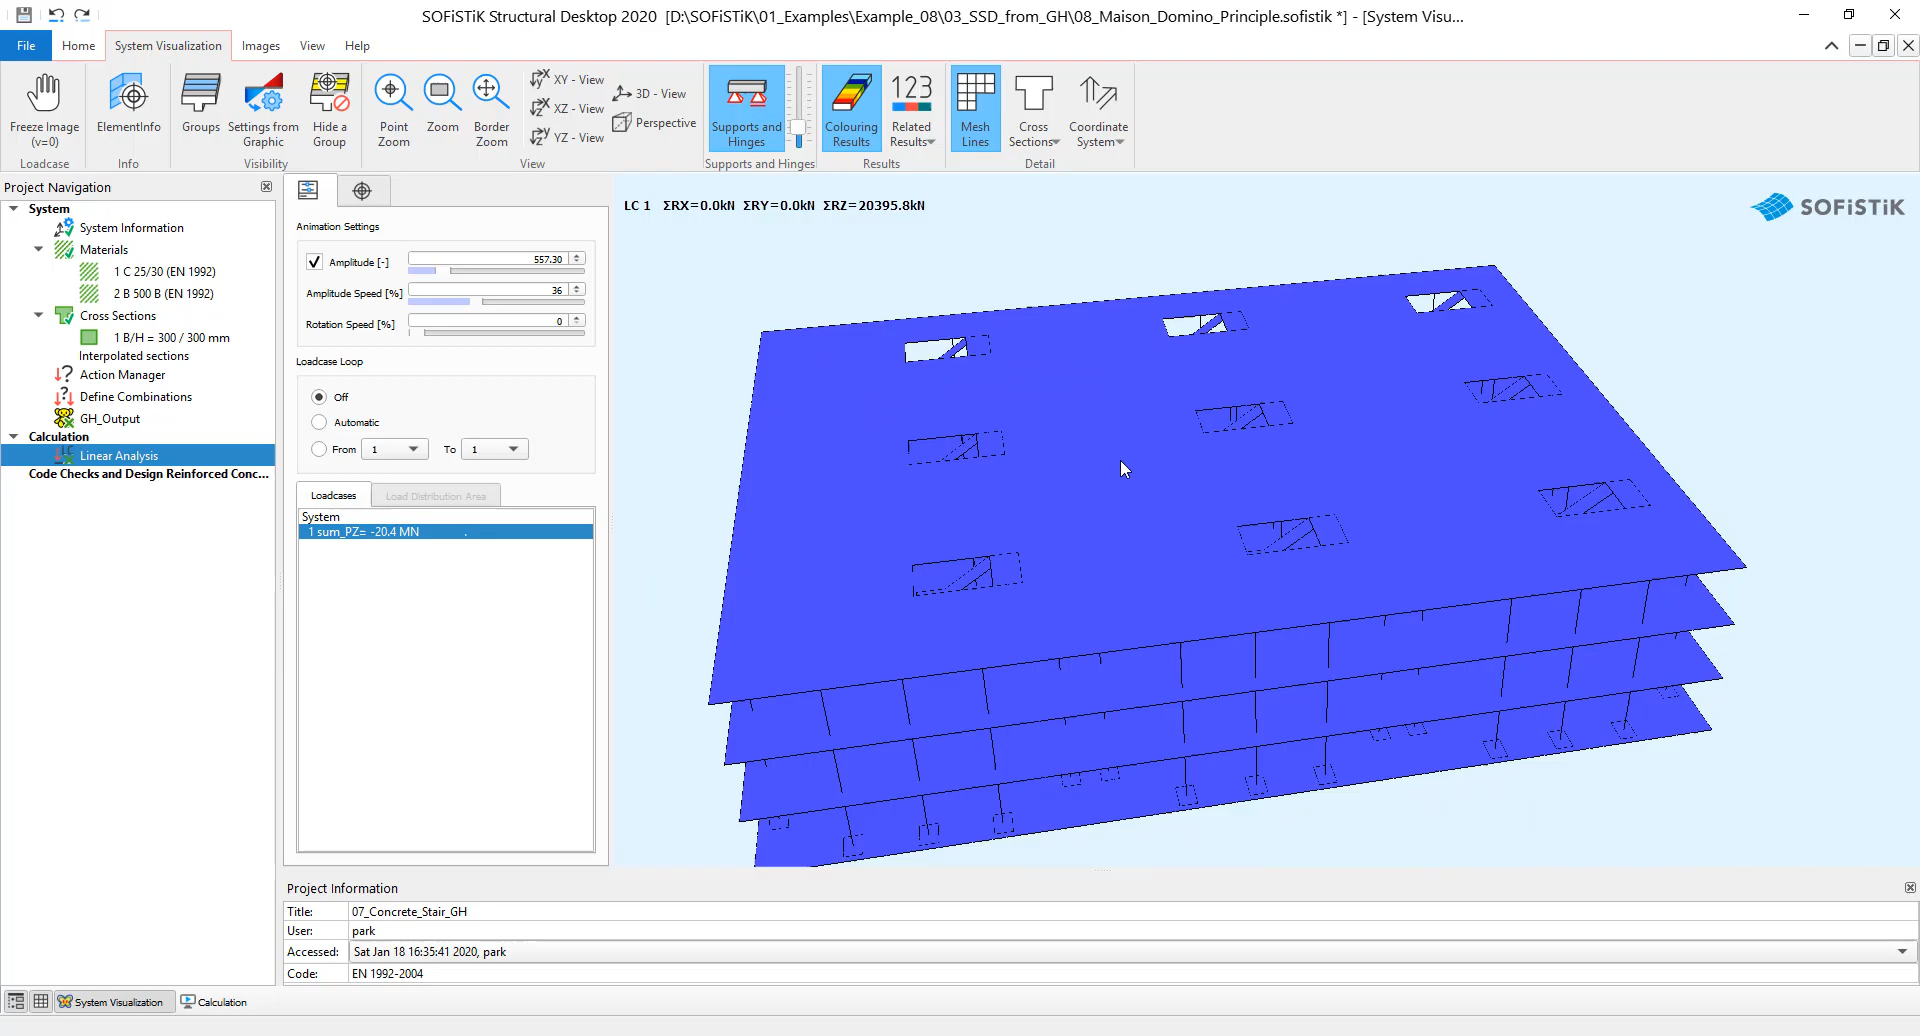 SOFiSTiK Structural Desktop 2020 [D:\SOFiSTiK\01_Examples\Example_08\03_SSD_from_GH\08_Maison_Domino_Principle.sofistik *] - [System Visu...
File Home System Visualization Images View Help
Freeze Image (v=0)
Loadcase
ElementInfo
Info
Groups
Settings from Graphic
Hide a Group
Visibility
Point Zoom
Zoom
Border Zoom
XY - View
XZ - View
YZ - View
3D - View
Perspective
View
Supports and Hinges
Supports and Hinges
Colouring Results
123
Related Results
Results
Mesh Lines
Cross Sections
Coordinate System
Detail
Project Navigation
System
System Information
Materials
1 C 25/30 (EN 1992)
2 B 500 B (EN 1992)
Cross Sections
1 B/H = 300 / 300 mm
Interpolated sections
Action Manager
Define Combinations
GH_Output
Calculation
Linear Analysis
Code Checks and Design Reinforced Conc...
Animation Settings
Amplitude [-] 557.30
Amplitude Speed [%] 36
Rotation Speed [%] 0
Loadcase Loop
Off
Automatic
From 1 To 1
Loadcases Load Distribution Area
System
1 sum_PZ= -20.4 MN .
LC 1 ΣRX=0.0kN ΣRY=0.0kN ΣRZ=20395.8kN
SOFiSTiK
Project Information
Title: 07_Concrete_Stair_GH
User: park
Accessed: Sat Jan 18 16:35:41 2020, park
Code: EN 1992-2004
System Visualization Calculation